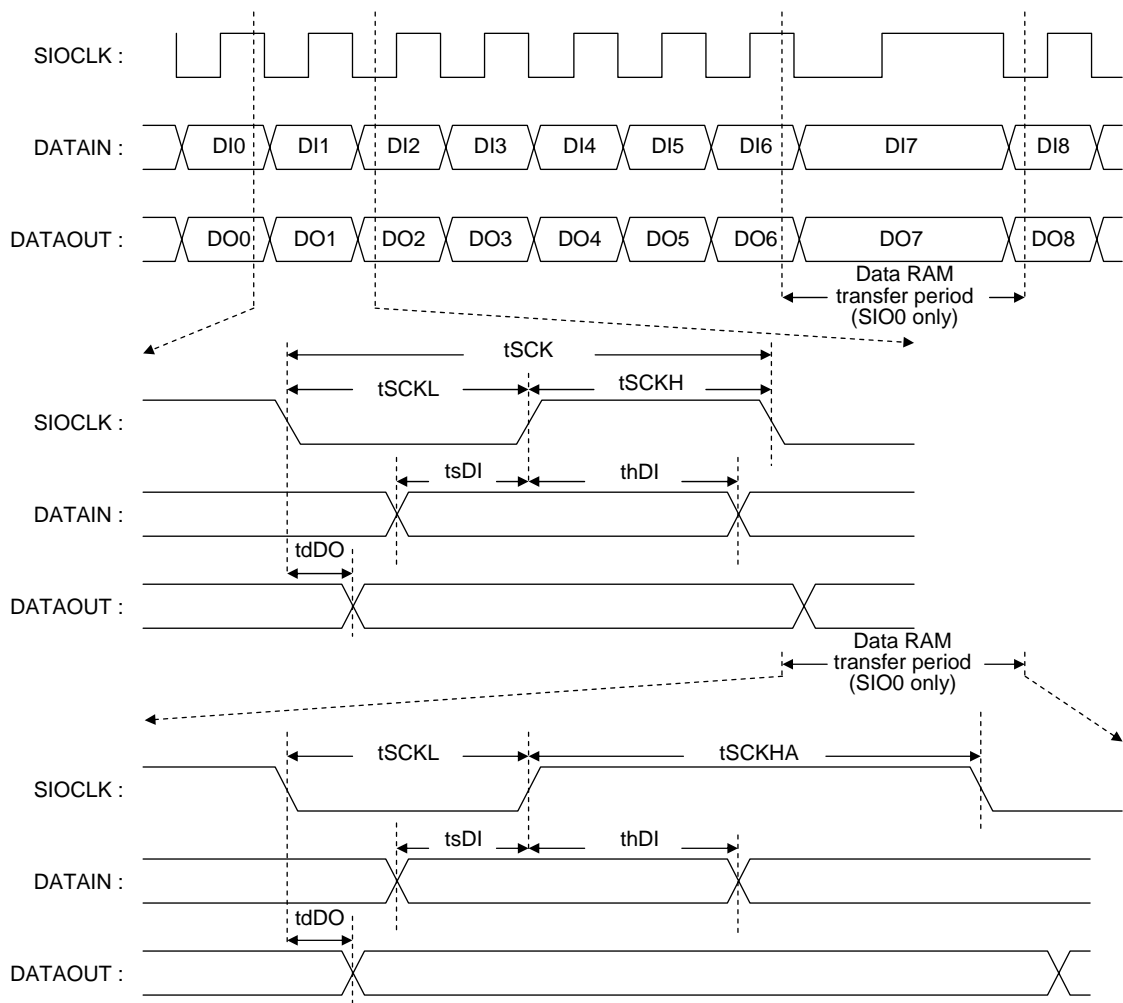 SIOCLK :
DATAIN : DI0 DI1 DI2 DI3 DI4 DI5 DI6 DI7 DI8
DATAOUT : DO0 DO1 DO2 DO3 DO4 DO5 DO6 DO7 DO8
Data RAM
transfer period
(SIO0 only)
tSCK
tSCKL tSCKH
SIOCLK :
tsDI thDI
DATAIN :
tdDO
DATAOUT :
Data RAM
transfer period
(SIO0 only)
tSCKL tSCKHA
SIOCLK :
tsDI thDI
DATAIN :
tdDO
DATAOUT :